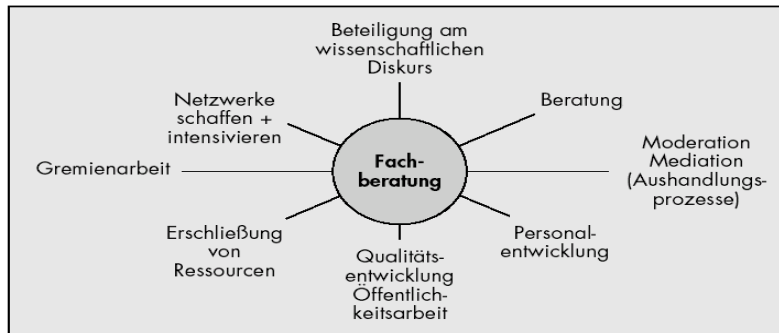 Beteiligung am
wissenschaftlichen
Diskurs
Netzwerke
schaffen +
intensivieren
Beratung
Gremienarbeit
Fach-
beratung
Moderation
Mediation
(Aushandlungs-
prozesse)
Erschließung
von
Ressourcen
Qualitäts-
entwicklung
Öffentlich-
keitsarbeit
Personal-
entwicklung